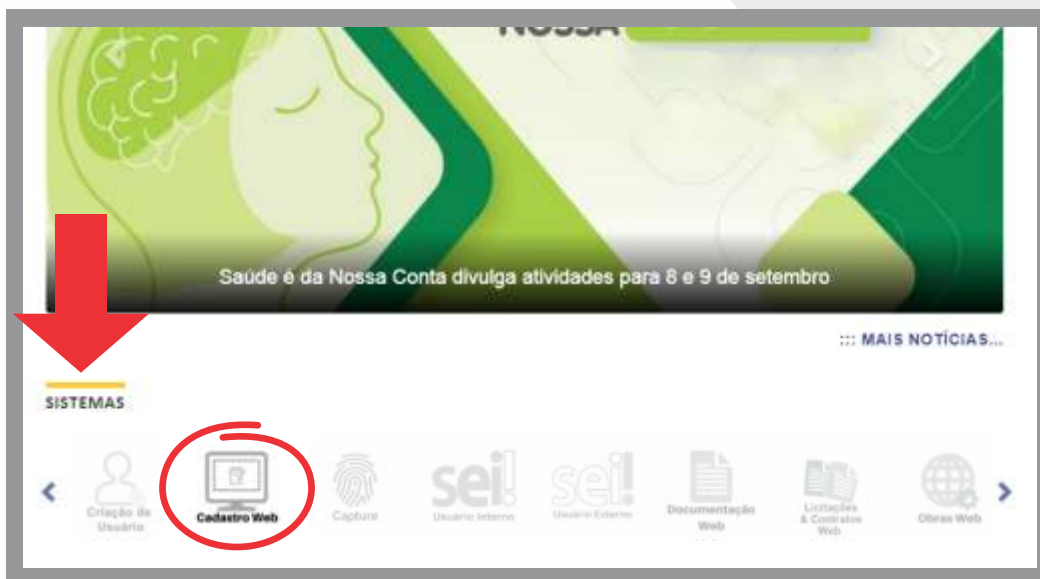 NOSSA
Saúde é da Nossa Conta divulga atividades para 8 e 9 de setembro
::: MAIS NOTÍCIAS...
SISTEMAS
Criação de
Usuário
Cadastro Web
Capture
sei!
Usuário Interno
sei!
Usuário Externo
Documentação
Web
Licitações
& Contratos
Web
Obras Web